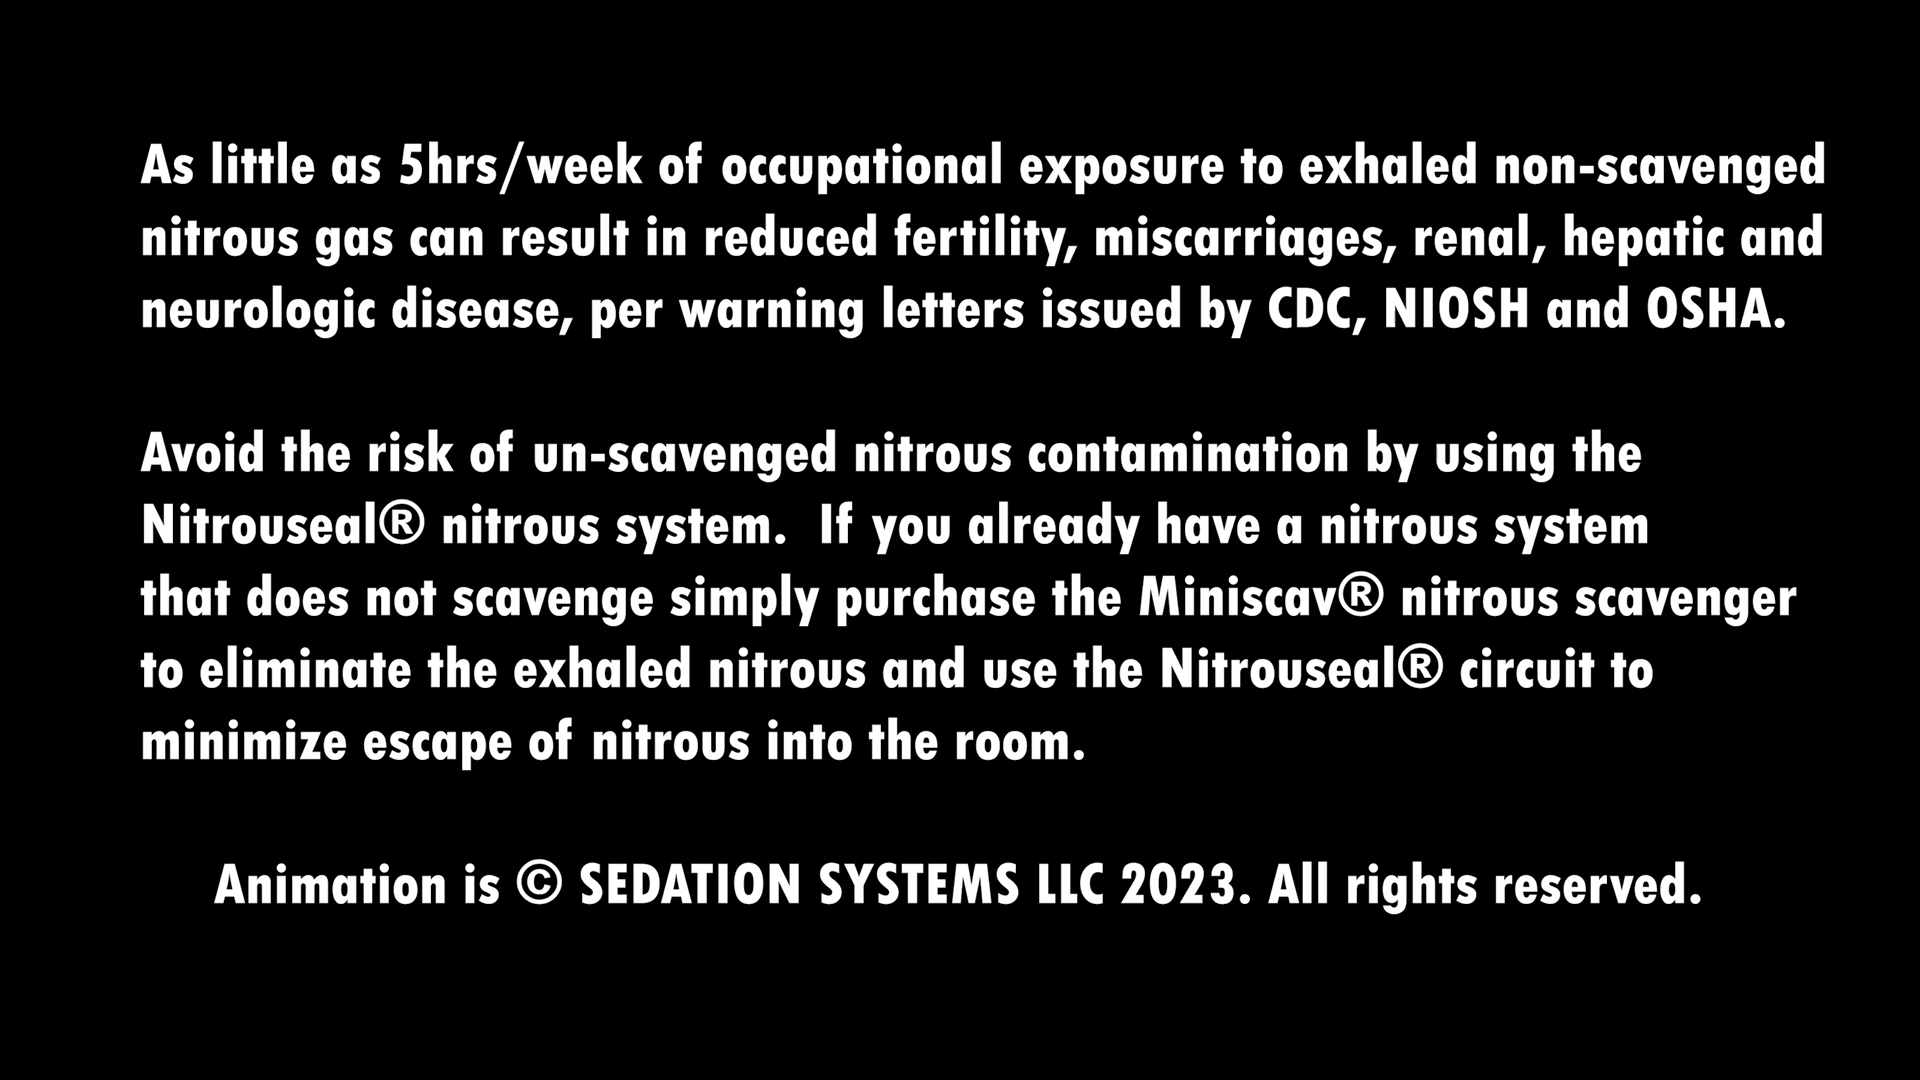 As little as 5hrs/week of occupational exposure to exhaled non-scavenged
nitrous gas can result in reduced fertility, miscarriages, renal, hepatic and
neurologic disease, per warning letters issued by CDC, NIOSH and OSHA.
Avoid the risk of un-scavenged nitrous contamination by using the
Nitrouseal® nitrous system.  If you already have a nitrous system
that does not scavenge simply purchase the Miniscav® nitrous scavenger
to eliminate the exhaled nitrous and use the Nitrouseal® circuit to
minimize escape of nitrous into the room.
Animation is © SEDATION SYSTEMS LLC 2023. All rights reserved.